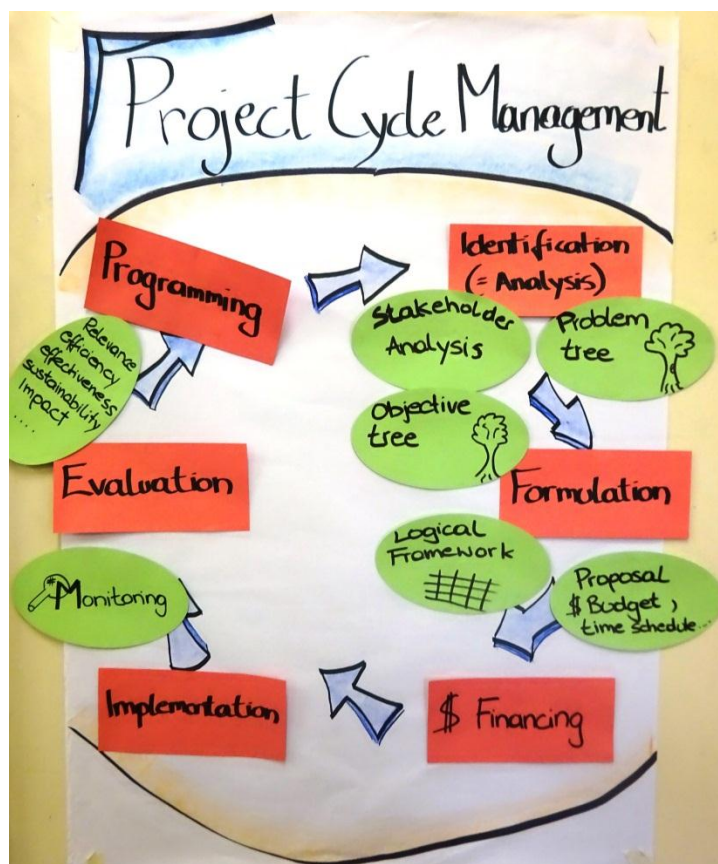 Project Cycle Management
Programming
Identification
(= Analysis)
Stakeholder
Analysis
Problem
tree
Objective
tree
Formulation
Logical
Framework
Proposal
$ Budget,
time schedule...
$ Financing
Implementation
Monitoring
Evaluation
Relevance
efficiency
effectiveness
sustainability
Impact
.....